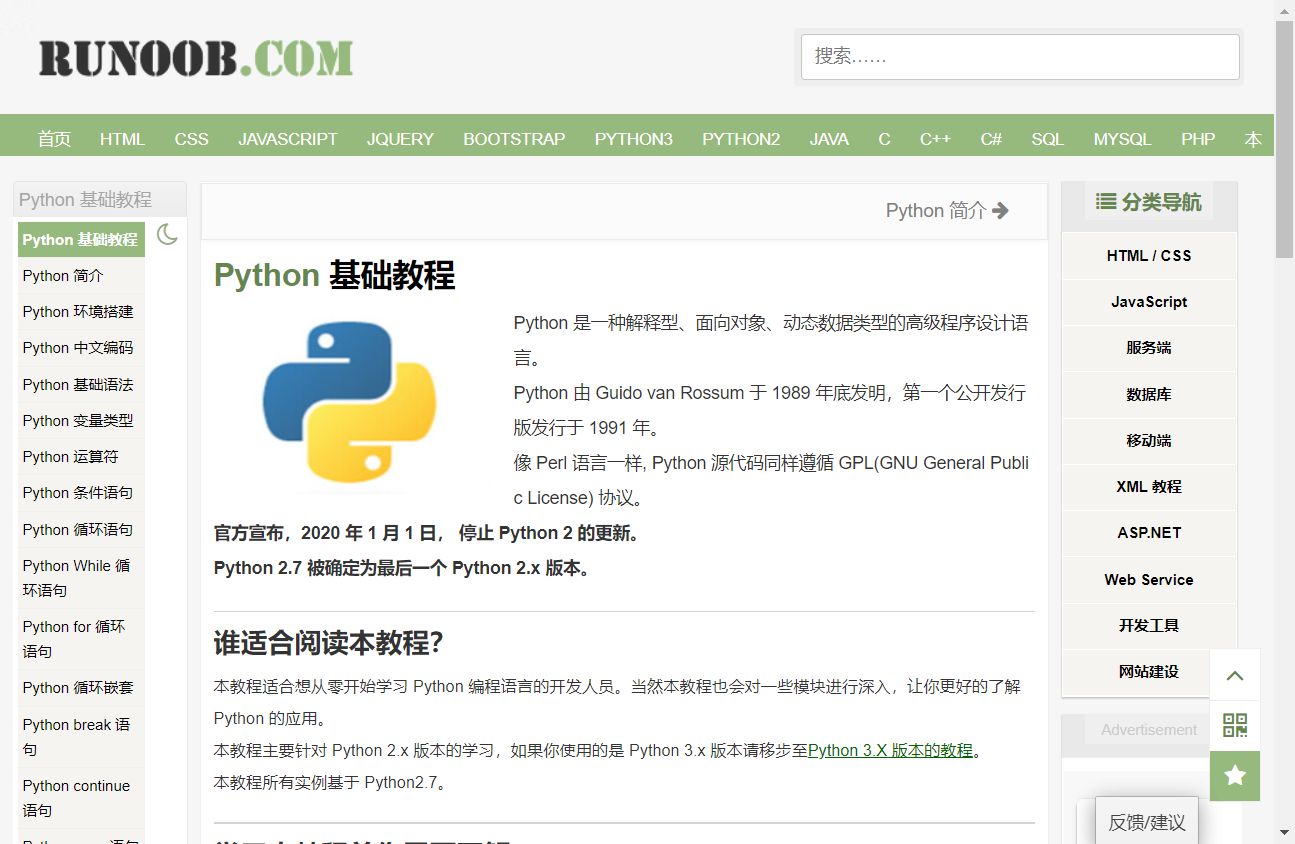 RUNOOB.COM
搜索……
首页 HTML CSS JAVASCRIPT JQUERY BOOTSTRAP PYTHON3 PYTHON2 JAVA C C++ C# SQL MYSQL PHP 本
Python 基础教程
Python 基础教程
Python 简介
Python 环境搭建
Python 中文编码
Python 基础语法
Python 变量类型
Python 运算符
Python 条件语句
Python 循环语句
Python While 循
环语句
Python for 循环
语句
Python 循环嵌套
Python break 语
句
Python continue
语句
Python 简介
Python 基础教程
Python 是一种解释型、面向对象、动态数据类型的高级程序设计语
言。
Python 由 Guido van Rossum 于 1989 年底发明，第一个公开发行
版发行于 1991 年。
像 Perl 语言一样, Python 源代码同样遵循 GPL(GNU General Publi
c License) 协议。
官方宣布，2020 年 1 月 1 日， 停止 Python 2 的更新。
Python 2.7 被确定为最后一个 Python 2.x 版本。
谁适合阅读本教程?
本教程适合想从零开始学习 Python 编程语言的开发人员。当然本教程也会对一些模块进行深入，让你更好的了解
Python 的应用。
本教程主要针对 Python 2.x 版本的学习，如果你使用的是 Python 3.x 版本请移步至Python 3.X 版本的教程。
本教程所有实例基于 Python2.7。
分类导航
HTML / CSS
JavaScript
服务端
数据库
移动端
XML 教程
ASP.NET
Web Service
开发工具
网站建设
Advertisement
反馈/建议